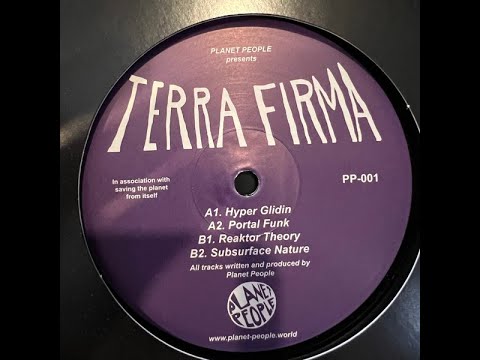 PLANET PEOPLE
presents
TERRA FIRMA
In association with
saving the planet
from itself
PP-001
A1. Hyper Glidin
A2. Portal Funk
B1. Reaktor Theory
B2. Subsurface Nature
All tracks written and produced by
Planet People
PLANET
PEOPLE
www.planet-people.world